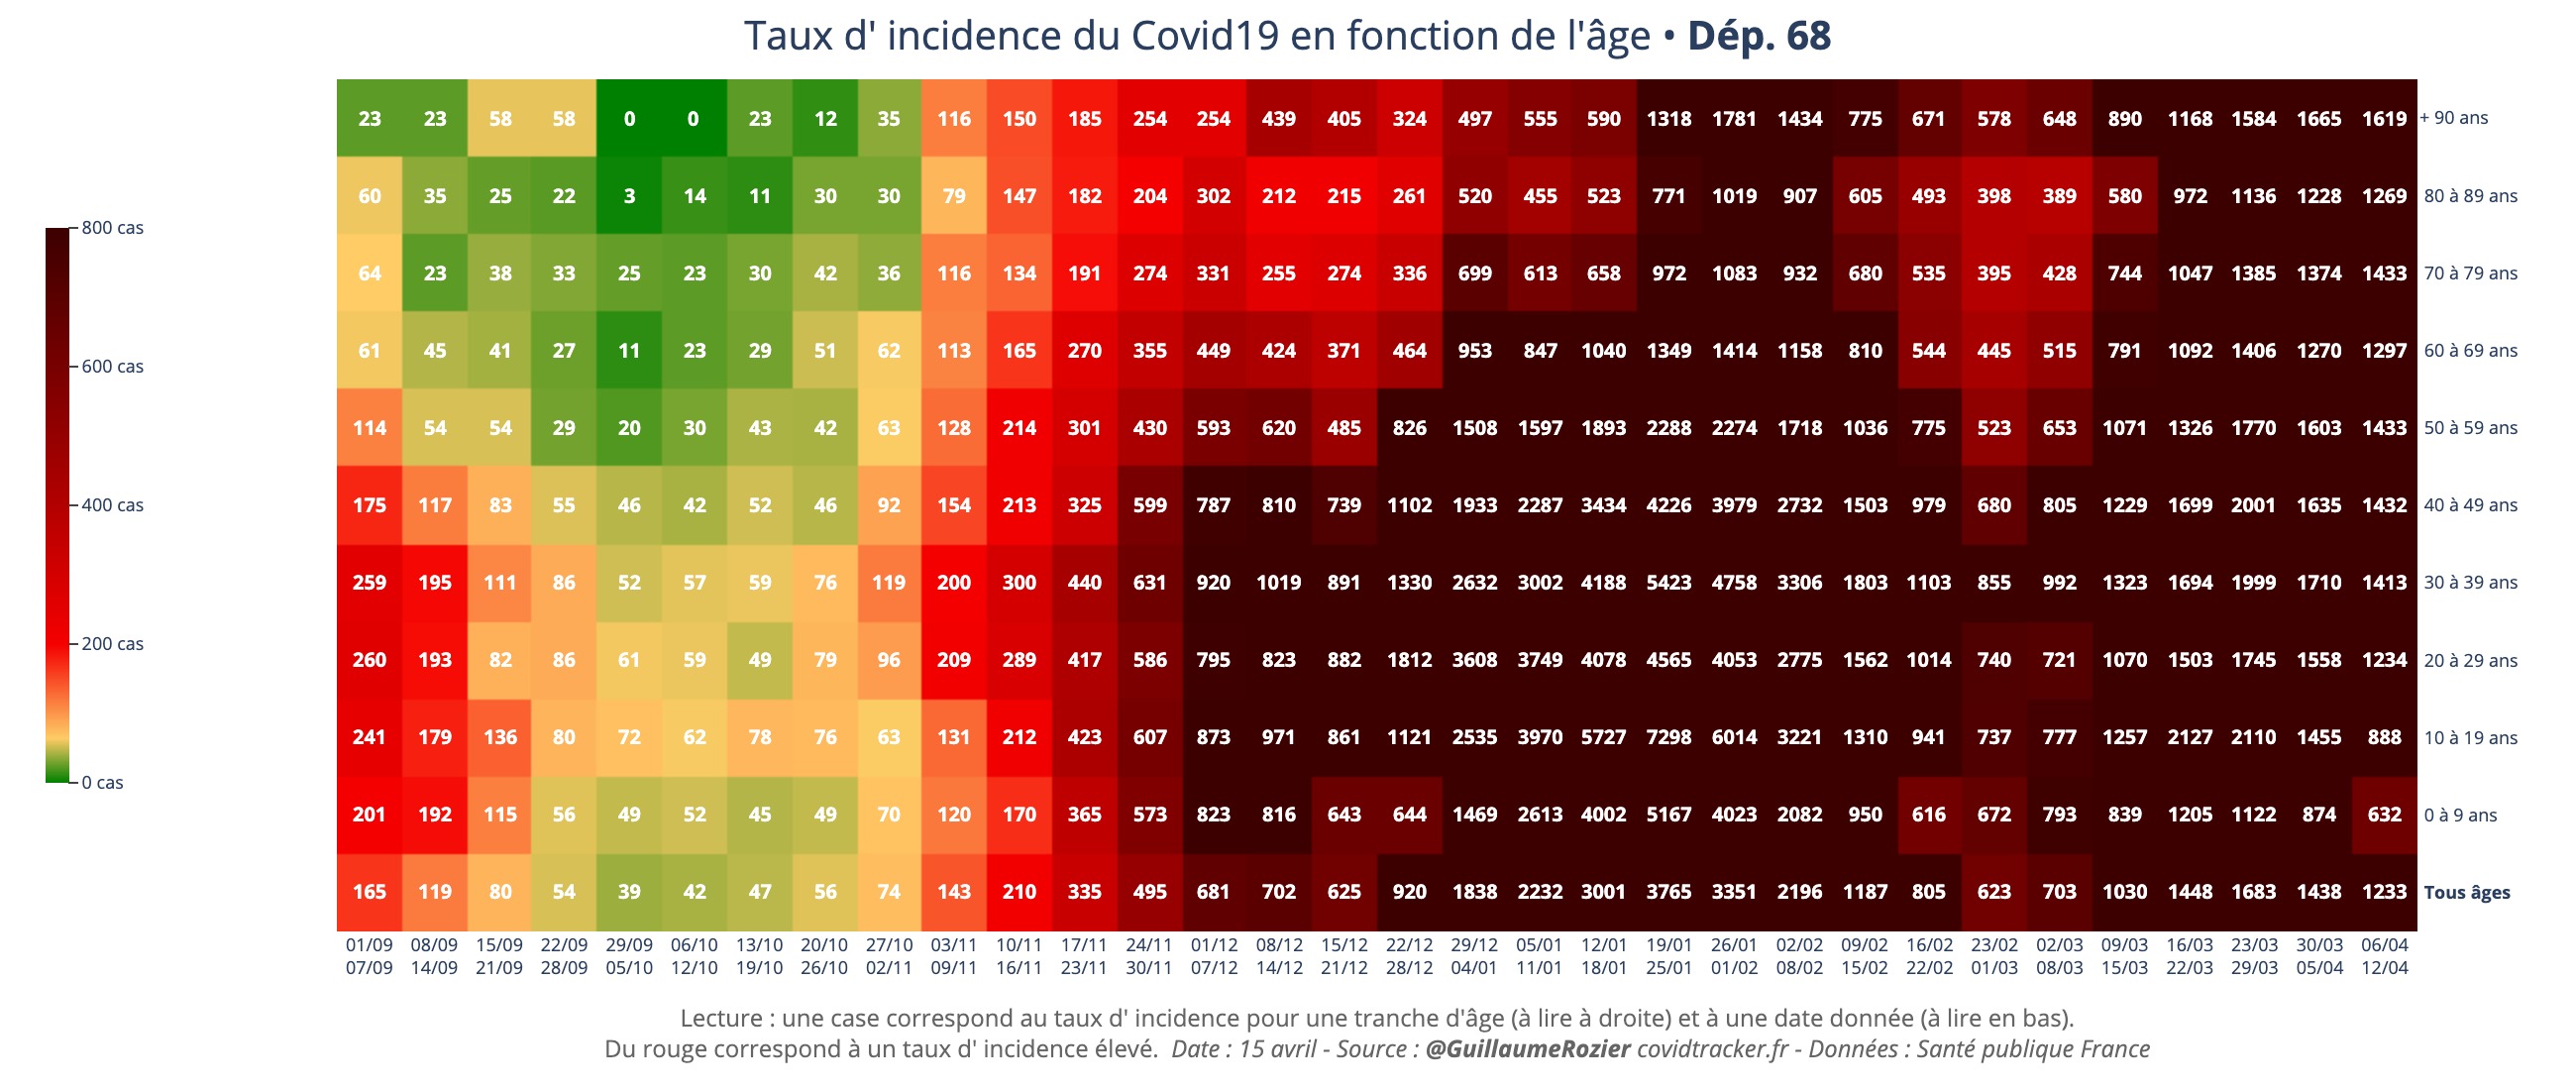 Taux d' incidence du Covid19 en fonction de l'âge • Dép. 68
23 23 58 58 0 0 23 12 35 116 150 185 254 254 439 405 324 497 555 590 1318 1781 1434 775 671 578 648 890 1168 1584 1665 1619 + 90 ans
60 35 25 22 3 14 11 30 30 79 147 182 204 302 212 215 261 520 455 523 771 1019 907 605 493 398 389 580 972 1136 1228 1269 80 à 89 ans
800 cas
64 23 38 33 25 23 30 42 36 116 134 191 274 331 255 274 336 699 613 658 972 1083 932 680 535 395 428 744 1047 1385 1374 1433 70 à 79 ans
61 45 41 27 11 23 29 51 62 113 165 270 355 449 424 371 464 953 847 1040 1349 1414 1158 810 544 445 515 791 1092 1406 1270 1297 60 à 69 ans
600 cas
114 54 54 29 20 30 43 42 63 128 214 301 430 593 620 485 826 1508 1597 1893 2288 2274 1718 1036 775 523 653 1071 1326 1770 1603 1433 50 à 59 ans
400 cas
175 117 83 55 46 42 52 46 92 154 213 325 599 787 810 739 1102 1933 2287 3434 4226 3979 2732 1503 979 680 805 1229 1699 2001 1635 1432 40 à 49 ans
259 195 111 86 52 57 59 76 119 200 300 440 631 920 1019 891 1330 2632 3002 4188 5423 4758 3306 1803 1103 855 992 1323 1694 1999 1710 1413 30 à 39 ans
200 cas
260 193 82 86 61 59 49 79 96 209 289 417 586 795 823 882 1812 3608 3749 4078 4565 4053 2775 1562 1014 740 721 1070 1503 1745 1558 1234 20 à 29 ans
241 179 136 80 72 62 78 76 63 131 212 423 607 873 971 861 1121 2535 3970 5727 7298 6014 3221 1310 941 737 777 1257 2127 2110 1455 888 10 à 19 ans
0 cas
201 192 115 56 49 52 45 49 70 120 170 365 573 823 816 643 644 1469 2613 4002 5167 4023 2082 950 616 672 793 839 1205 1122 874 632 0 à 9 ans
165 119 80 54 39 42 47 56 74 143 210 335 495 681 702 625 920 1838 2232 3001 3765 3351 2196 1187 805 623 703 1030 1448 1683 1438 1233 Tous âges
01/09 08/09 15/09 22/09 29/09 06/10 13/10 20/10 27/10 03/11 10/11 17/11 24/11 01/12 08/12 15/12 22/12 29/12 05/01 12/01 19/01 26/01 02/02 09/02 16/02 23/02 02/03 09/03 16/03 23/03 30/03 06/04
07/09 14/09 21/09 28/09 05/10 12/10 19/10 26/10 02/11 09/11 16/11 23/11 30/11 07/12 14/12 21/12 28/12 04/01 11/01 18/01 25/01 01/02 08/02 15/02 22/02 01/03 08/03 15/03 22/03 29/03 05/04 12/04
Lecture : une case correspond au taux d' incidence pour une tranche d'âge (à lire à droite) et à une date donnée (à lire en bas).
Du rouge correspond à un taux d' incidence élevé. Date : 15 avril - Source : @GuillaumeRozier covidtracker.fr - Données : Santé publique France